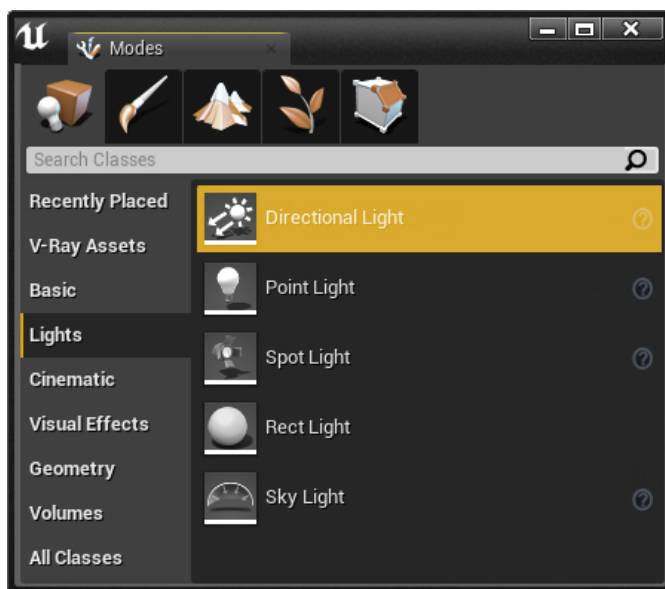 Modes
Search Classes
Recently Placed
V-Ray Assets
Basic
Lights
Cinematic
Visual Effects
Geometry
Volumes
All Classes
Directional Light
Point Light
Spot Light
Rect Light
Sky Light